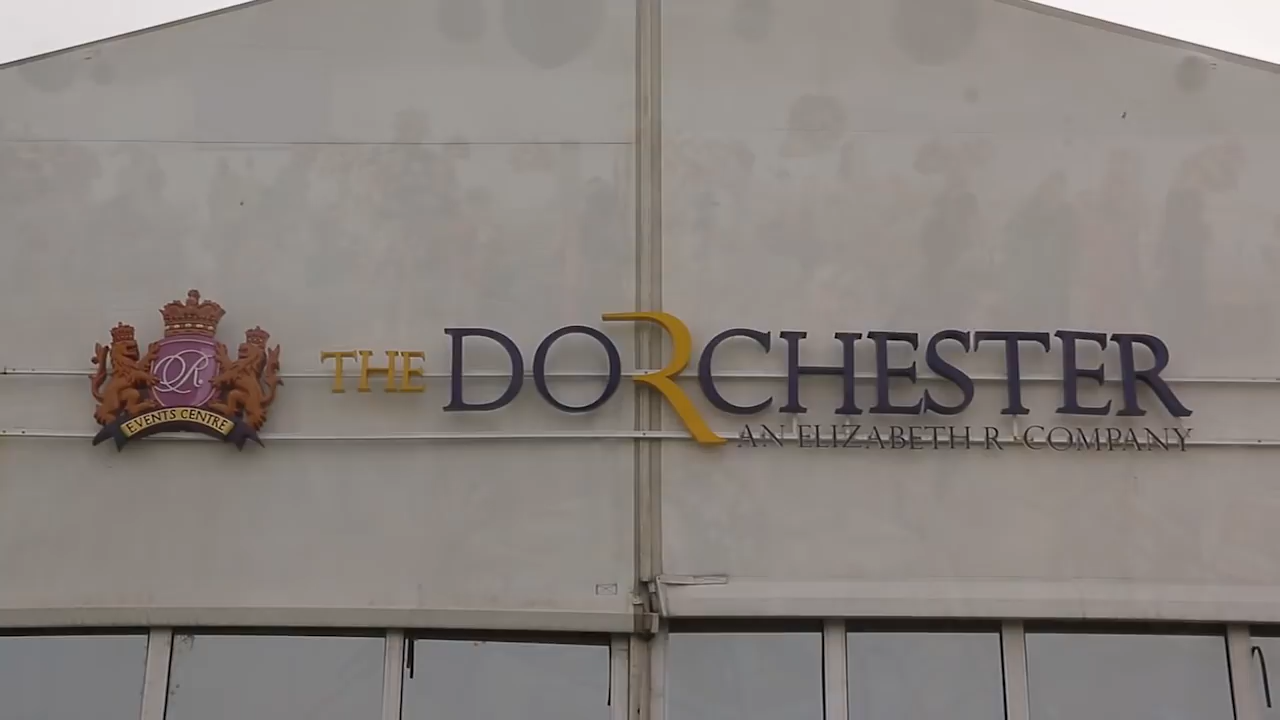 R
EVENTS CENTRE
THE DORCHESTER
AN ELIZABETH R COMPANY